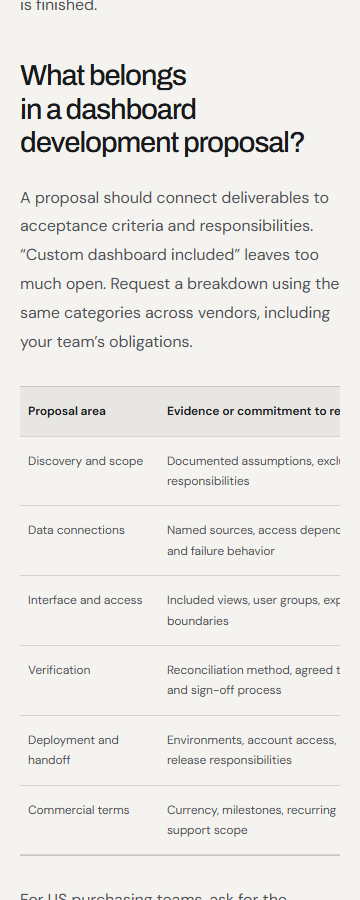 is finished.
What belongs
in a dashboard
development proposal?
A proposal should connect deliverables to
acceptance criteria and responsibilities.
“Custom dashboard included” leaves too
much open. Request a breakdown using the
same categories across vendors, including
your team’s obligations.
Proposal area Evidence or commitment to
Discovery and scope Documented assumptions,
responsibilities
Data connections Named sources, access
and failure behavior
Interface and access Included views, user groups,
boundaries
Verification Reconciliation method, agreed
and sign-off process
Deployment and Environments, account access,
handoff release responsibilities
Commercial terms Currency, milestones, recurring
support scope
For US purchasing teams, ask for the